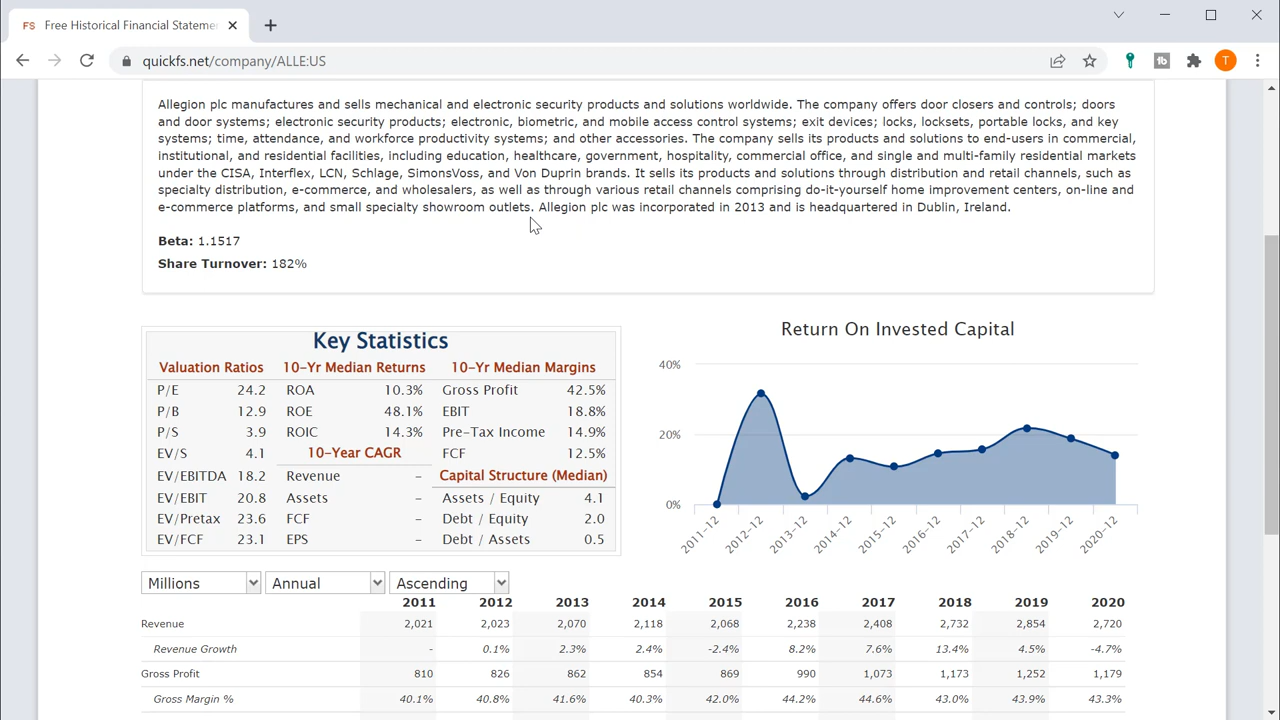 FS Free Historical Financial Stateme
quickfs.net/company/ALLE:US
T
Allegion plc manufactures and sells mechanical and electronic security products and solutions worldwide. The company offers door closers and controls; doors
and door systems; electronic security products; electronic, biometric, and mobile access control systems; exit devices; locks, locksets, portable locks, and key
systems; time, attendance, and workforce productivity systems; and other accessories. The company sells its products and solutions to end-users in commercial,
institutional, and residential facilities, including education, healthcare, government, hospitality, commercial office, and single and multi-family residential markets
under the CISA, Interflex, LCN, Schlage, SimonsVoss, and Von Duprin brands. It sells its products and solutions through distribution and retail channels, such as
specialty distribution, e-commerce, and wholesalers, as well as through various retail channels comprising do-it-yourself home improvement centers, on-line and
e-commerce platforms, and small specialty showroom outlets. Allegion plc was incorporated in 2013 and is headquartered in Dublin, Ireland.
Beta: 1.1517
Share Turnover: 182%
Key Statistics
Valuation Ratios 10-Yr Median Returns 10-Yr Median Margins
P/E 24.2 ROA 10.3% Gross Profit 42.5%
P/B 12.9 ROE 48.1% EBIT 18.8%
P/S 3.9 ROIC 14.3% Pre-Tax Income 14.9%
EV/S 4.1 10-Year CAGR FCF 12.5%
EV/EBITDA 18.2 Revenue – Capital Structure (Median)
EV/EBIT 20.8 Assets – Assets / Equity 4.1
EV/Pretax 23.6 FCF – Debt / Equity 2.0
EV/FCF 23.1 EPS – Debt / Assets 0.5
Return On Invested Capital
40%
20%
0%
2011-12 2012-12 2013-12 2014-12 2015-12 2016-12 2017-12 2018-12 2019-12 2020-12
Millions Annual Ascending
2011 2012 2013 2014 2015 2016 2017 2018 2019 2020
Revenue 2,021 2,023 2,070 2,118 2,068 2,238 2,408 2,732 2,854 2,720
Revenue Growth - 0.1% 2.3% 2.4% -2.4% 8.2% 7.6% 13.4% 4.5% -4.7%
Gross Profit 810 826 862 854 869 990 1,073 1,173 1,252 1,179
Gross Margin % 40.1% 40.8% 41.6% 40.3% 42.0% 44.2% 44.6% 43.0% 43.9% 43.3%